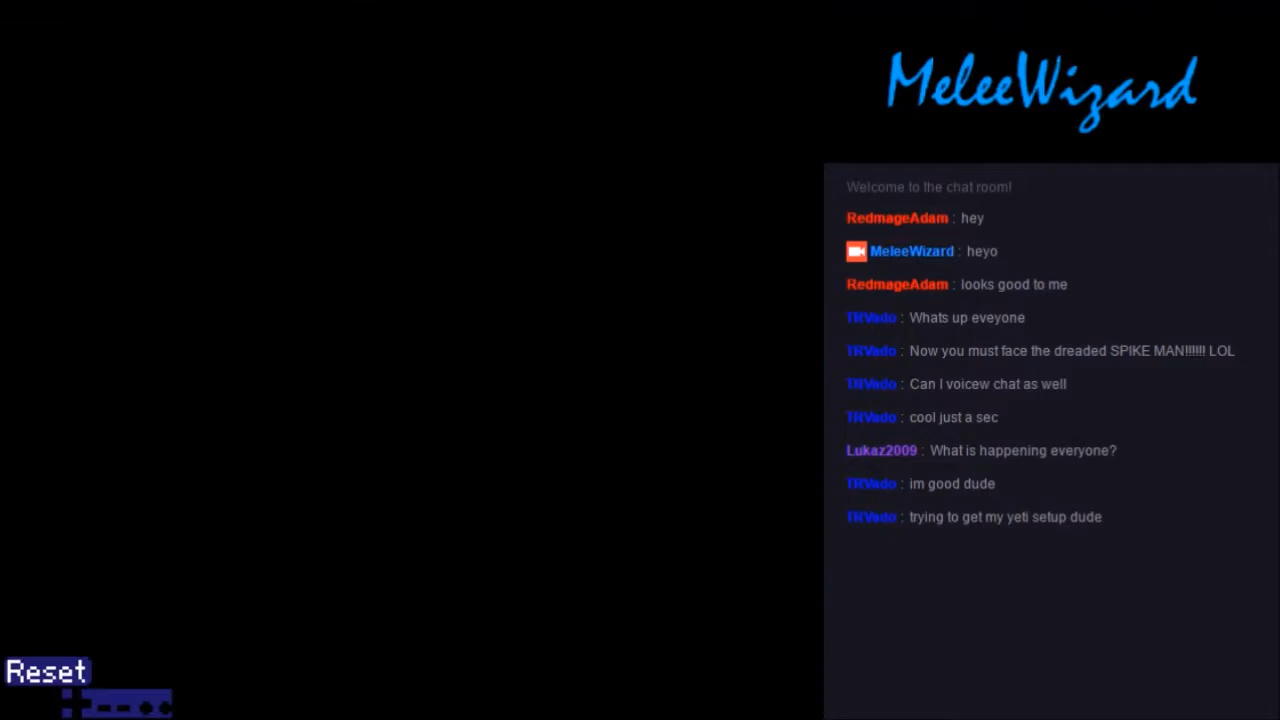 MeleeWizard
Welcome to the chat room!
RedmageAdam : hey
MeleeWizard : heyo
RedmageAdam : looks good to me
TRVado : Whats up eveyone
TRVado : Now you must face the dreaded SPIKE MAN!!!!!! LOL
TRVado : Can I voicew chat as well
TRVado : cool just a sec
Lukaz2009 : What is happening everyone?
TRVado : im good dude
TRVado : trying to get my yeti setup dude
Reset